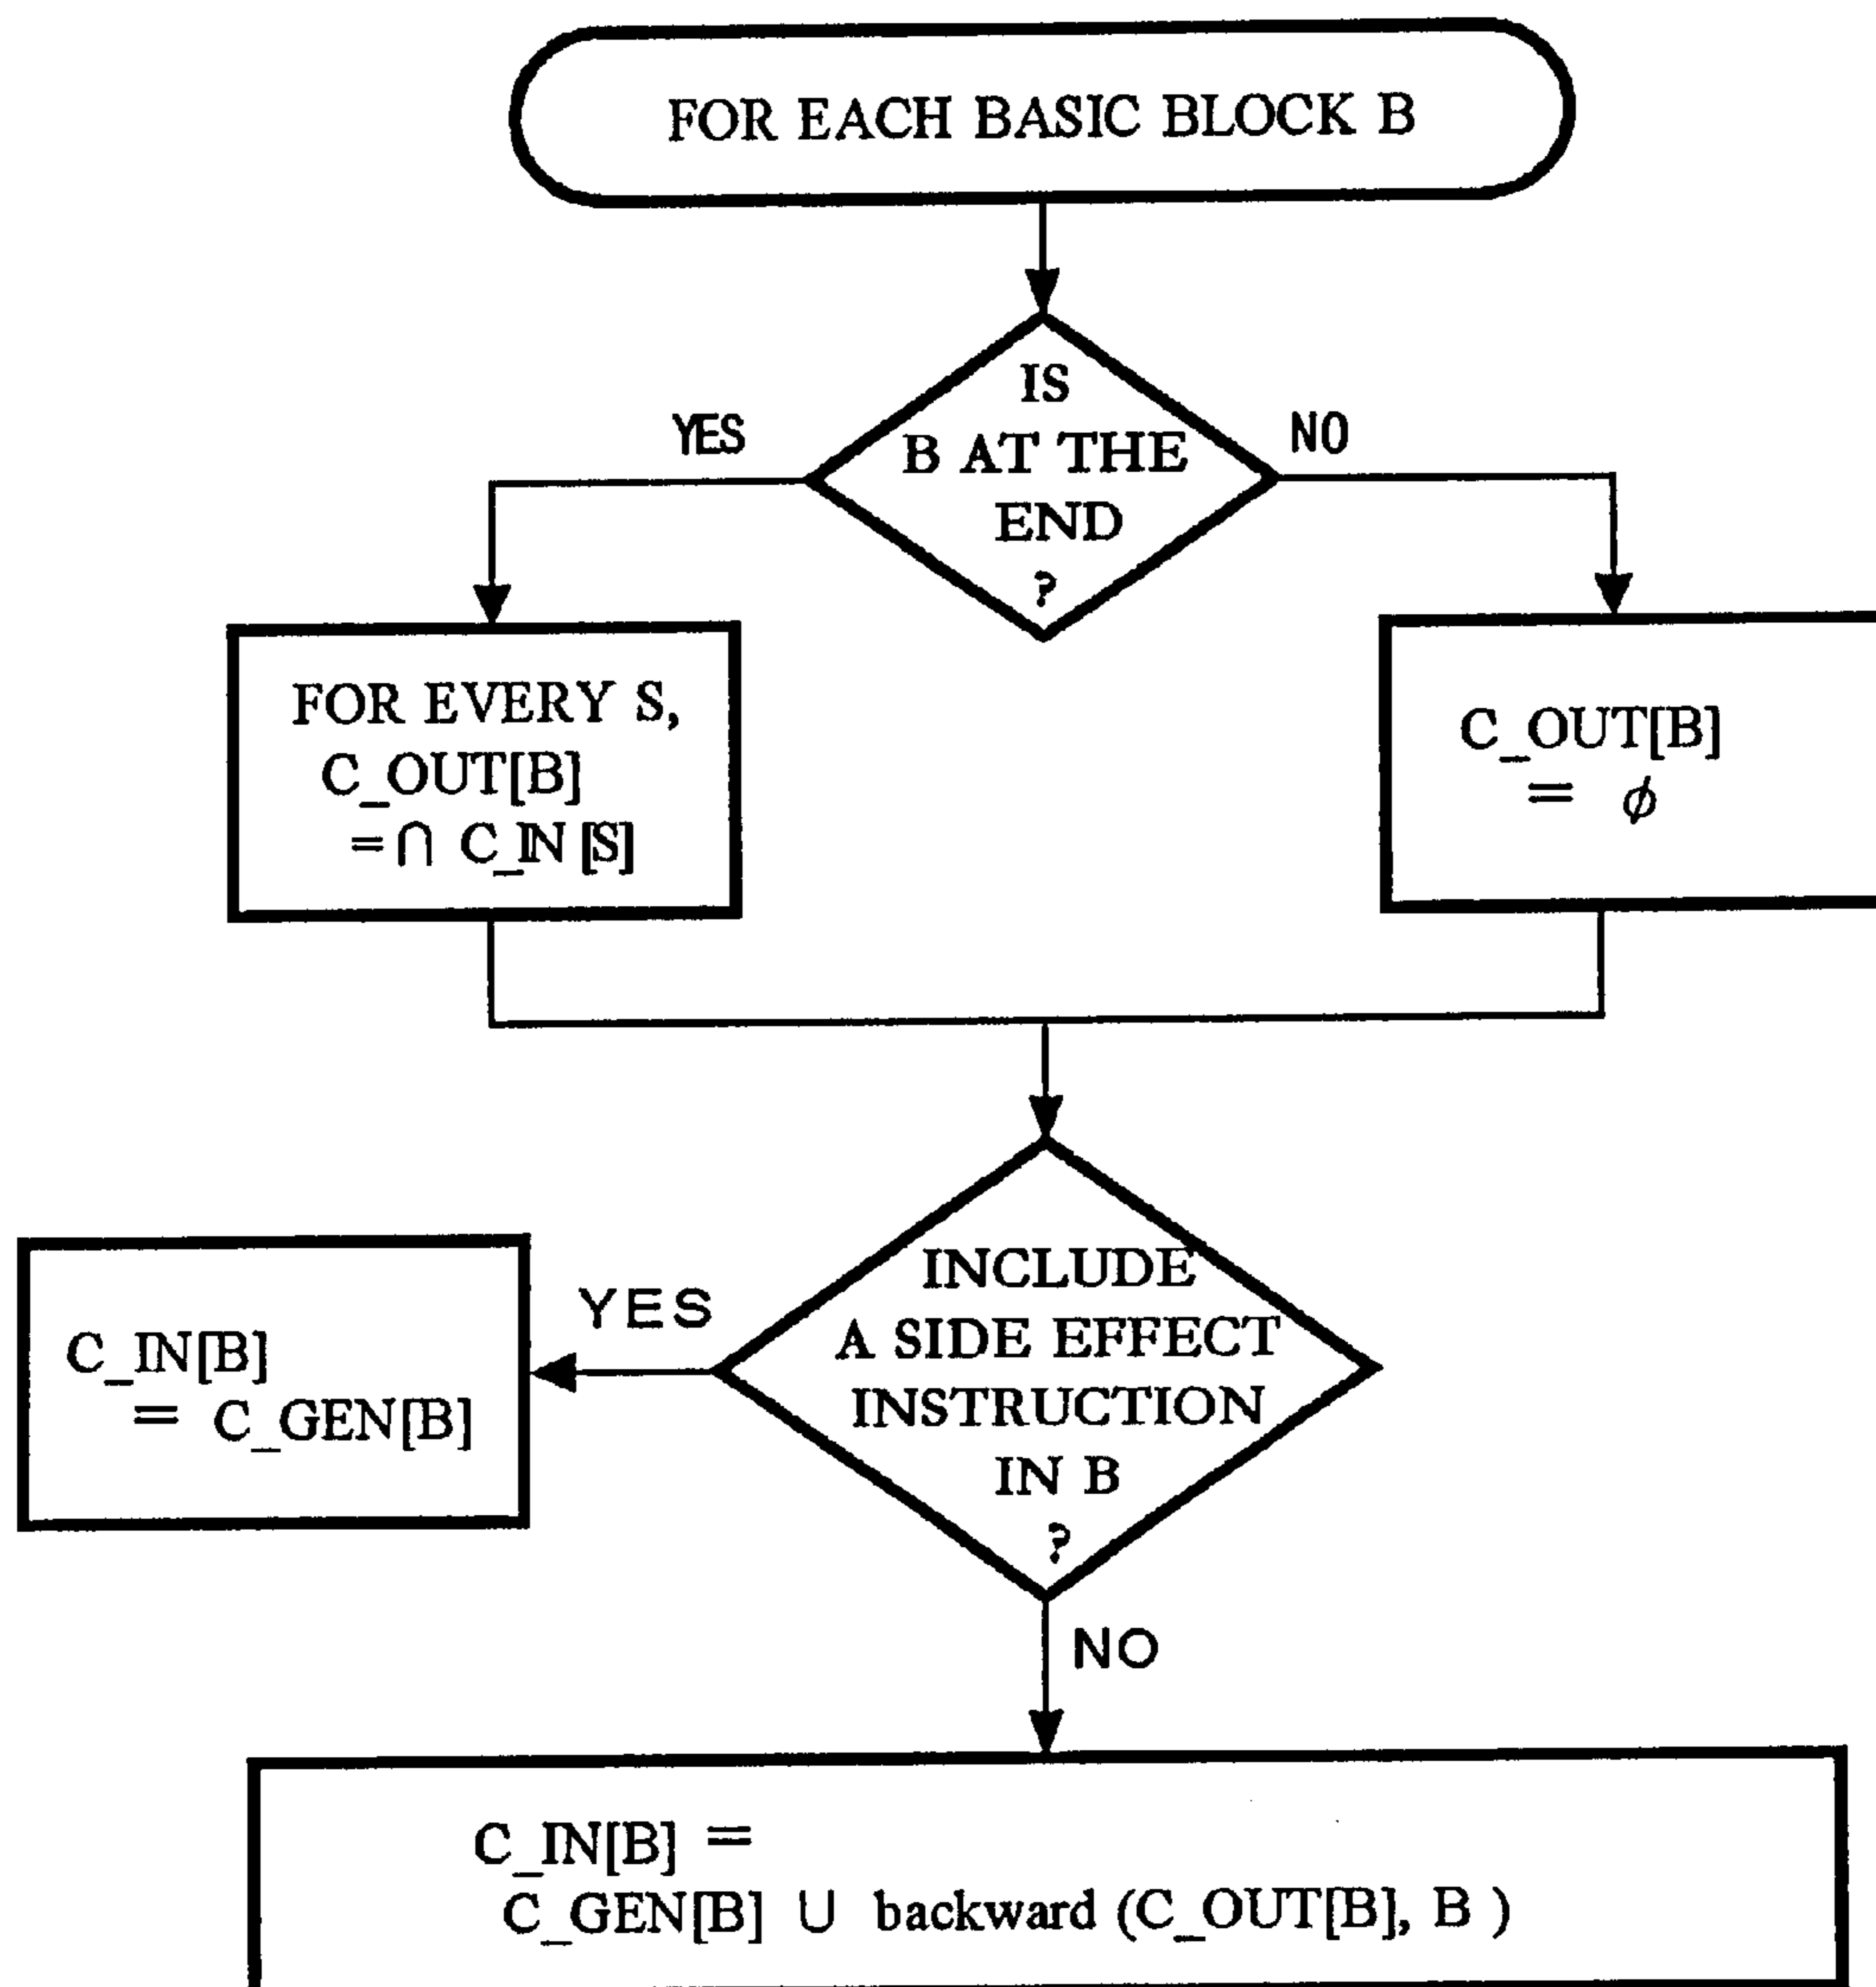 FOR EACH BASIC BLOCK B
IS
B AT THE
END
?
YES
NO
FOR EVERY S,
C_OUT[B]
=∩ C_IN[S]
C_OUT[B]
= ϕ
INCLUDE
A SIDE EFFECT
INSTRUCTION
IN B
?
YES
C_IN[B]
= C_GEN[B]
NO
C_IN[B] =
C_GEN[B] ∪ backward (C_OUT[B], B )